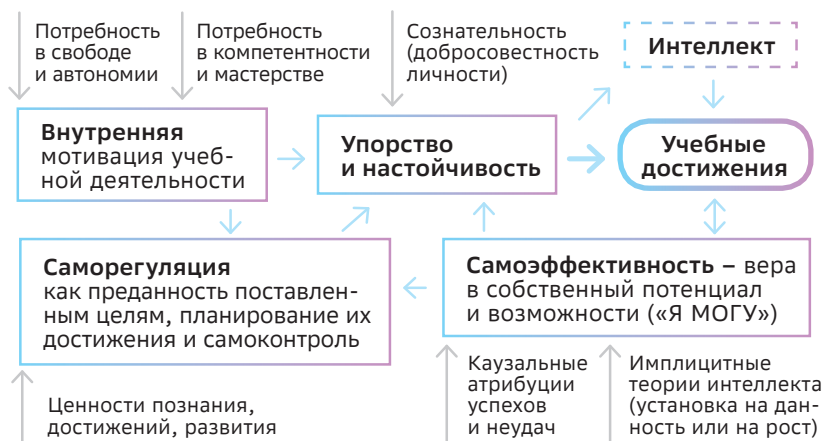 Потребность
в свободе
и автономии
Потребность
в компетентности
и мастерстве
Сознательность
(добросовестность
личности)
Интеллект
Внутренняя
мотивация учеб-
ной деятельности
Упорство
и настойчивость
Учебные
достижения
Саморегуляция
как преданность поставлен-
ным целям, планирование их
достижения и самоконтроль
Самоэффективность – вера
в собственный потенциал
и возможности («Я МОГУ»)
Ценности познания,
достижений, развития
Каузальные
атрибуции
успехов
и неудач
Имплицитные
теории интеллекта
(установка на дан-
ность или на рост)